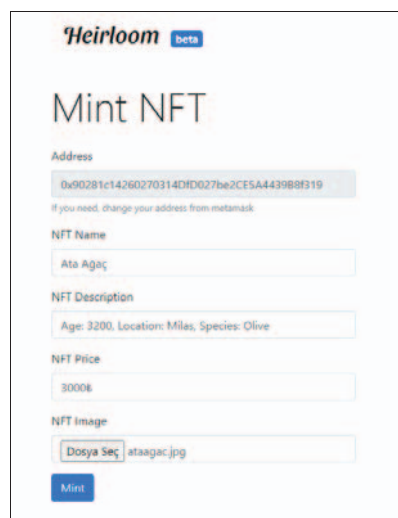 Heirloom beta
Mint NFT
Address
0x90281c14260270314DfD027be2CE5A4439B8f319
If you need, change your address from metamask
NFT Name
Ata Ağaç
NFT Description
Age: 3200, Location: Milas, Species: Olive
NFT Price
3000₺
NFT Image
Dosya Seç ataagac.jpg
Mint